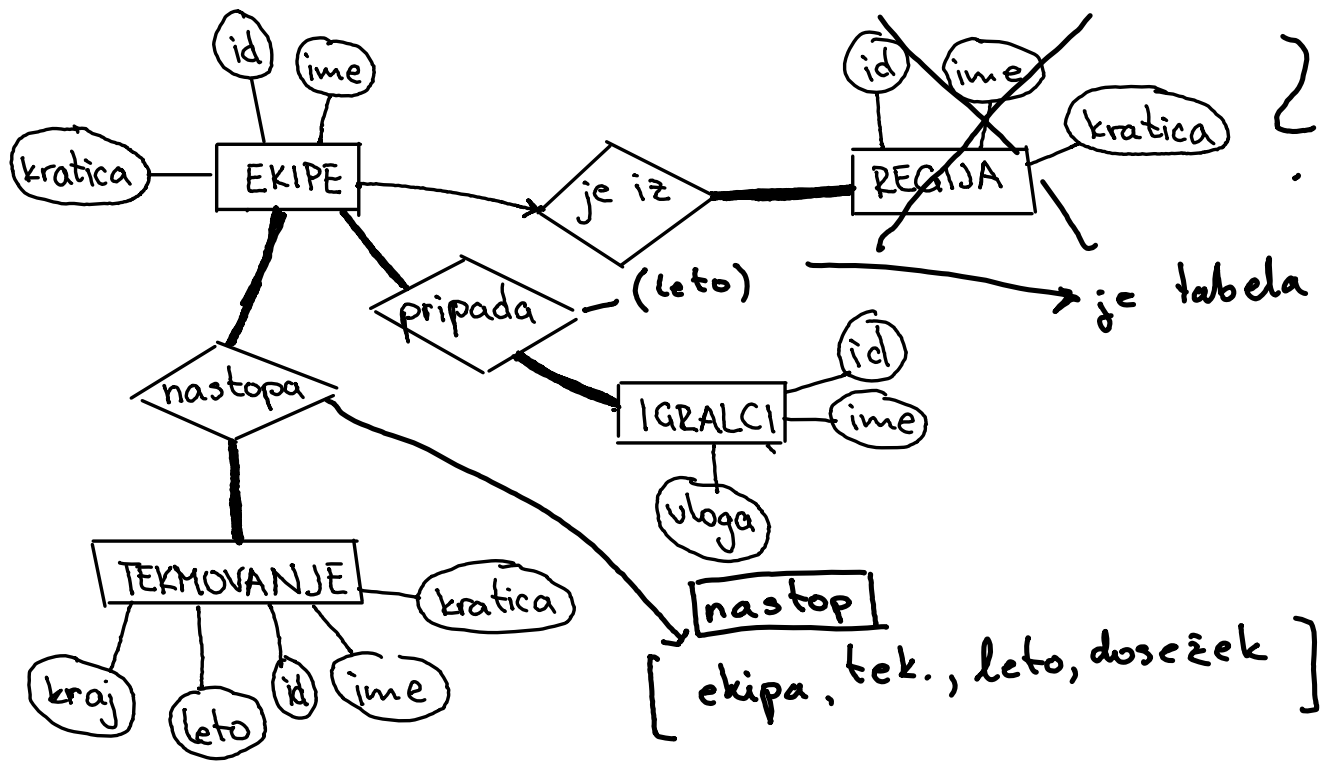 id
ime
kratica
EKIPE
je iz
id
ime
kratica
REGIJA
?
je tabela
pripada
(leto)
nastopa
IGRALCI
id
ime
vloga
TEKMOVANJE
kratica
kraj
leto
id
ime
nastop
[ekipa, tek., leto, dosežek]